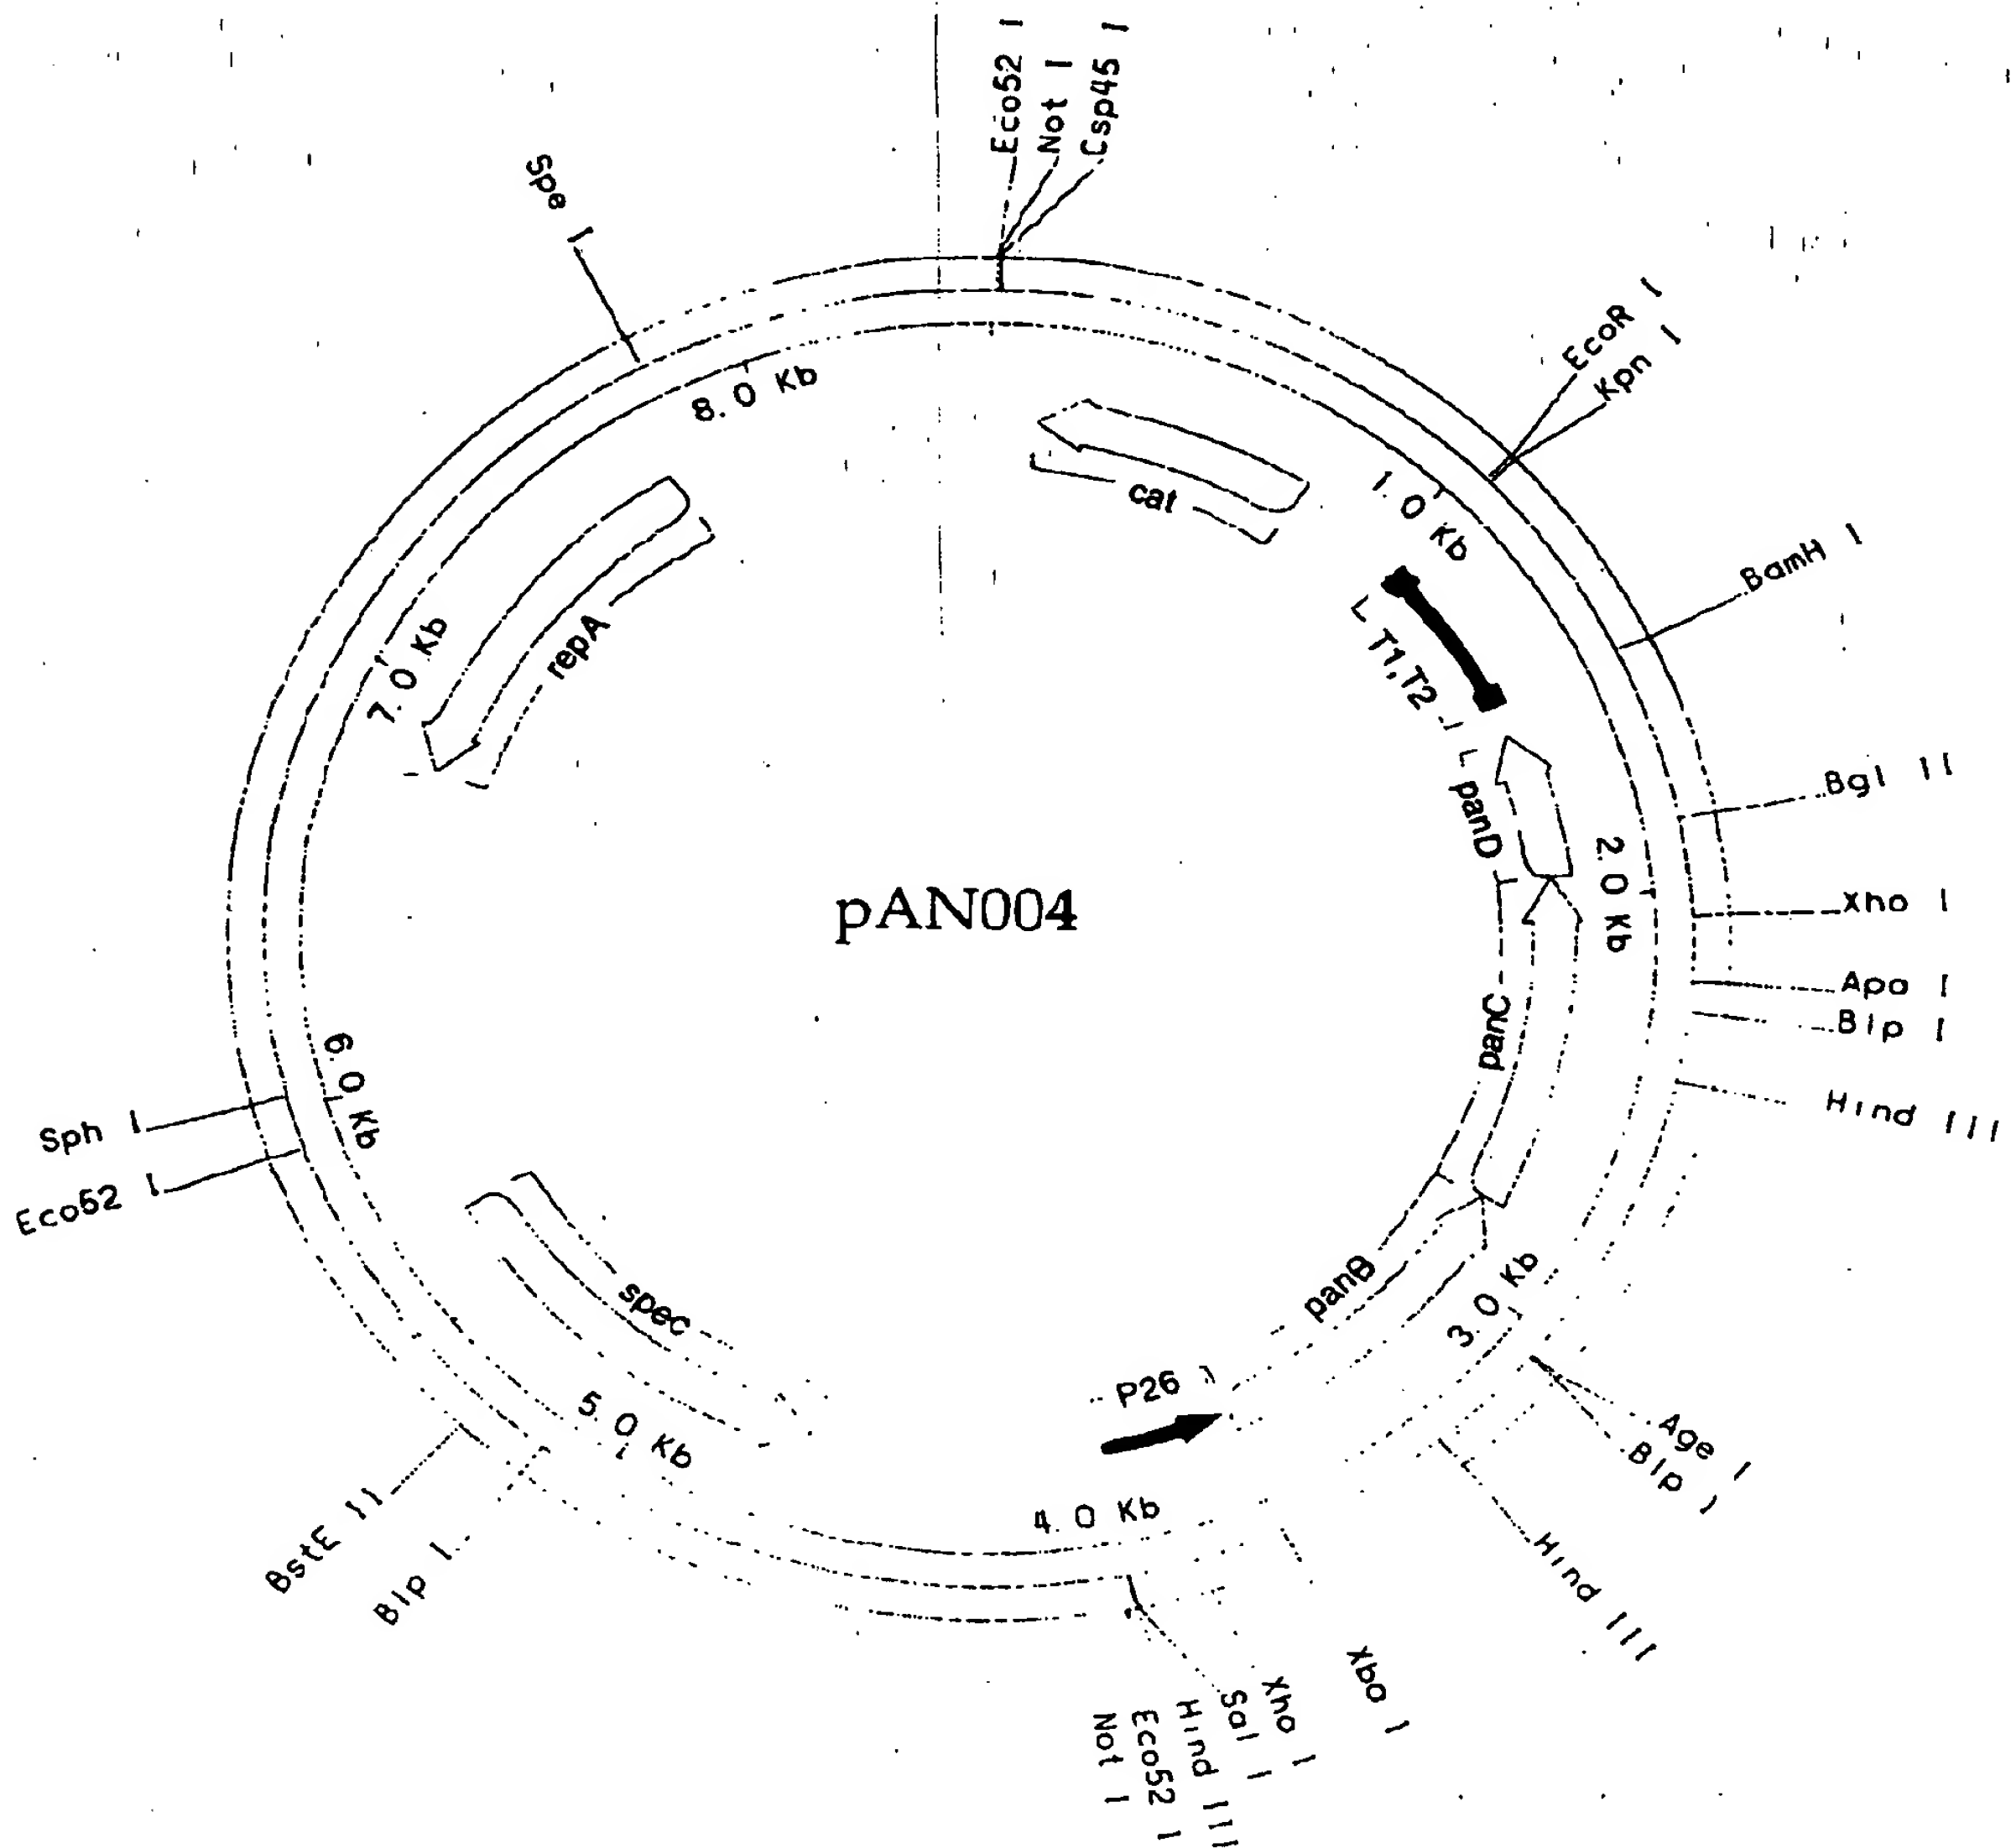 Eco52 I
Not I
Csp45 I
EcoR I
Kpn I
BamH I
Bgl II
Xho I
Apo I
Blp I
Hind III
Age I
Blp I
Hind III
Xba I
Xho I
Sal I
Hind III
Eco52 I
Not I
Blp I
BstE II
Eco52 I
Sph I
Spe I
1.0 Kb
2.0 Kb
3.0 Kb
4.0 Kb
5.0 Kb
6.0 Kb
7.0 Kb
8.0 Kb
cat
T1,T2
panD
panC
panB
P26
spec
repA
pAN004